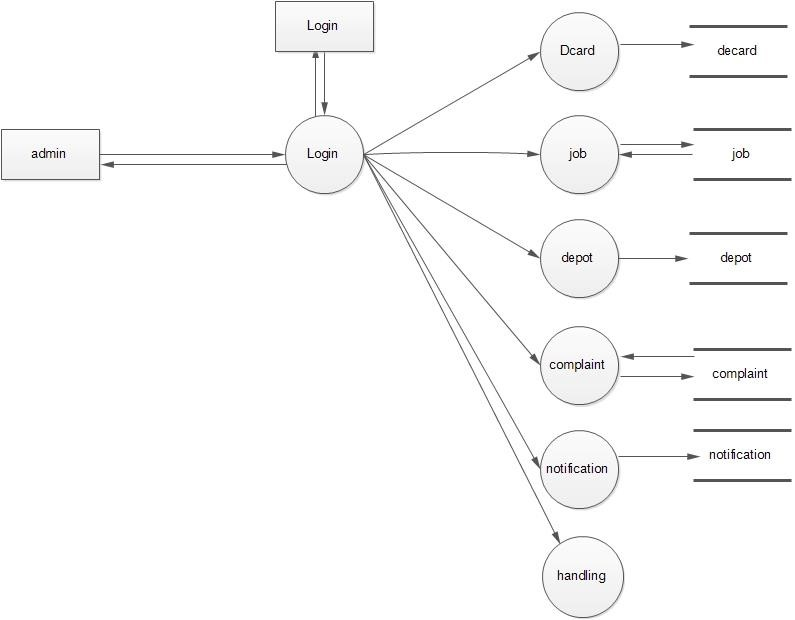 Login
admin
Login
Dcard
decard
job
job
depot
depot
complaint
complaint
notification
notification
handling